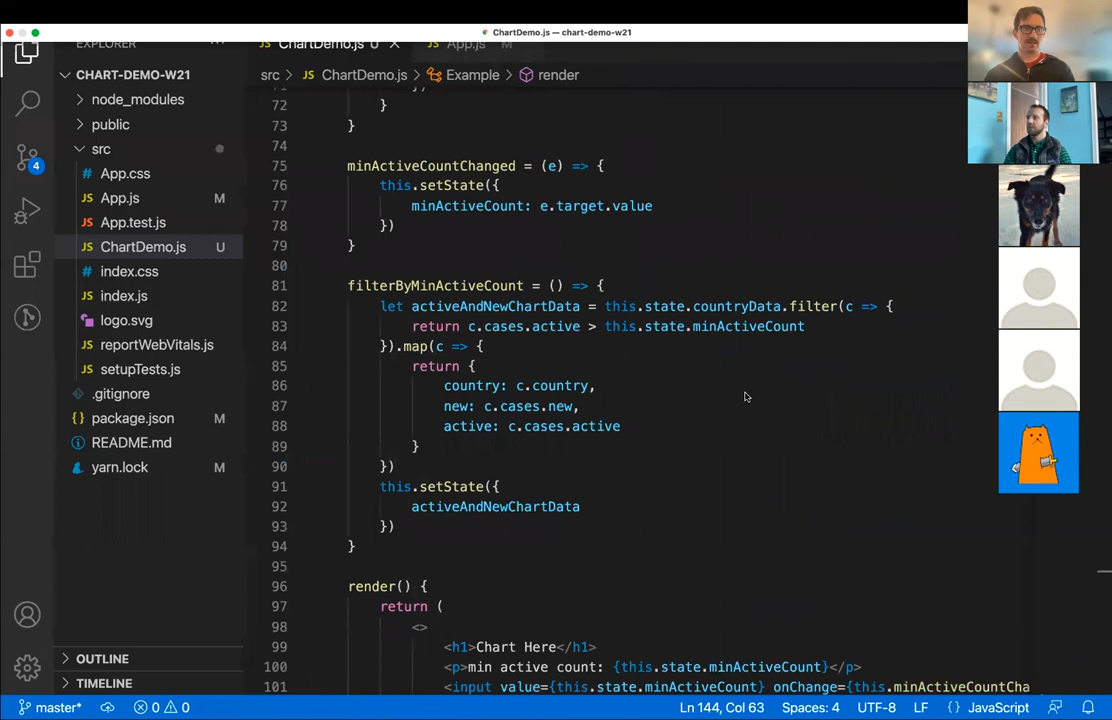 ChartDemo.js — chart-demo-w21
EXPLORER
ChartDemo.js U
App.js M
CHART-DEMO-W21
src > ChartDemo.js > Example > render
node_modules
public
src
App.css
App.js M
App.test.js
ChartDemo.js U
index.css
index.js
logo.svg
reportWebVitals.js
setupTests.js
.gitignore
package.json M
README.md
yarn.lock M
4
72 }
73 }
74
75 minActiveCountChanged = (e) => {
76 this.setState({
77 minActiveCount: e.target.value
78 })
79 }
80
81 filterByMinActiveCount = () => {
82 let activeAndNewChartData = this.state.countryData.filter(c => {
83 return c.cases.active > this.state.minActiveCount
84 }).map(c => {
85 return {
86 country: c.country,
87 new: c.cases.new,
88 active: c.cases.active
89 }
90 })
91 this.setState({
92 activeAndNewChartData
93 })
94 }
95
96 render() {
97 return (
98 <>
99 <h1>Chart Here</h1>
100 <p>min active count: {this.state.minActiveCount}</p>
101 <input value={this.state.minActiveCount} onChange={this.minActiveCountCha
OUTLINE
TIMELINE
master* 0 0 Ln 144, Col 63 Spaces: 4 UTF-8 LF {} JavaScript